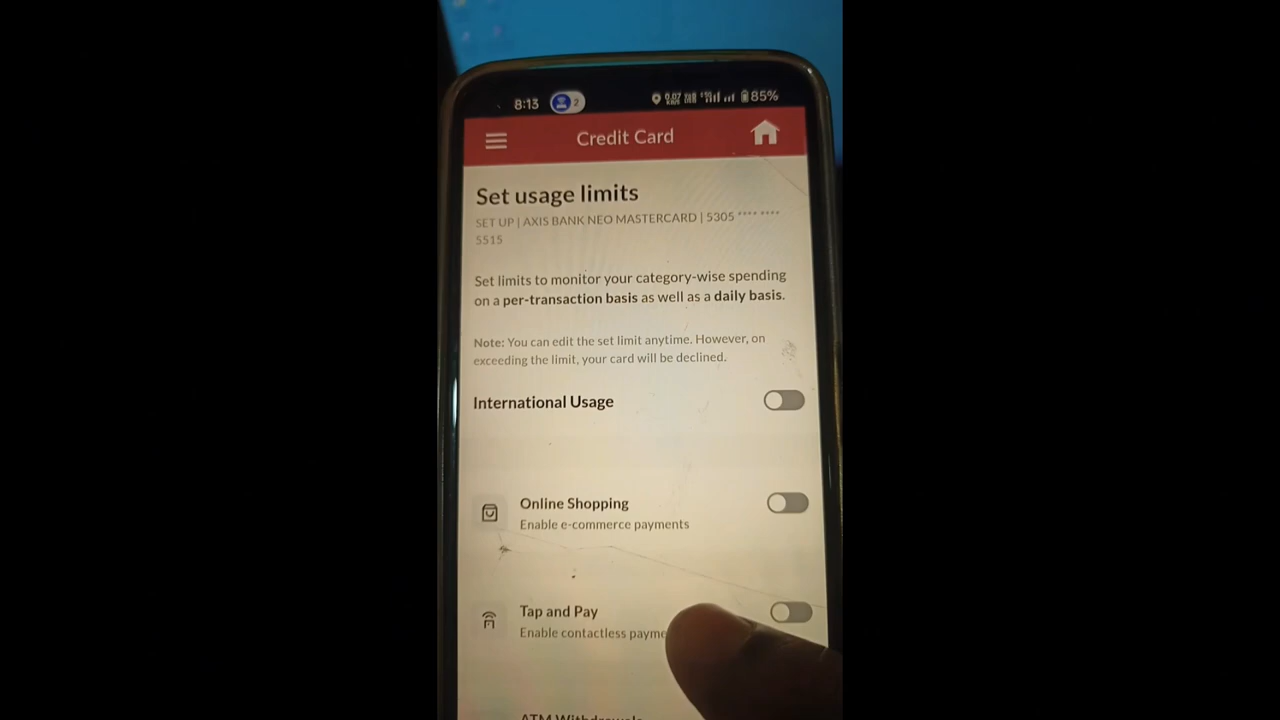 8:13
2
85%
Credit Card
Set usage limits
SET UP | AXIS BANK NEO MASTERCARD | 5305 **** ****
5515
Set limits to monitor your category-wise spending
on a per-transaction basis as well as a daily basis.
Note: You can edit the set limit anytime. However, on
exceeding the limit, your card will be declined.
International Usage
Online Shopping
Enable e-commerce payments
Tap and Pay
Enable contactless payme